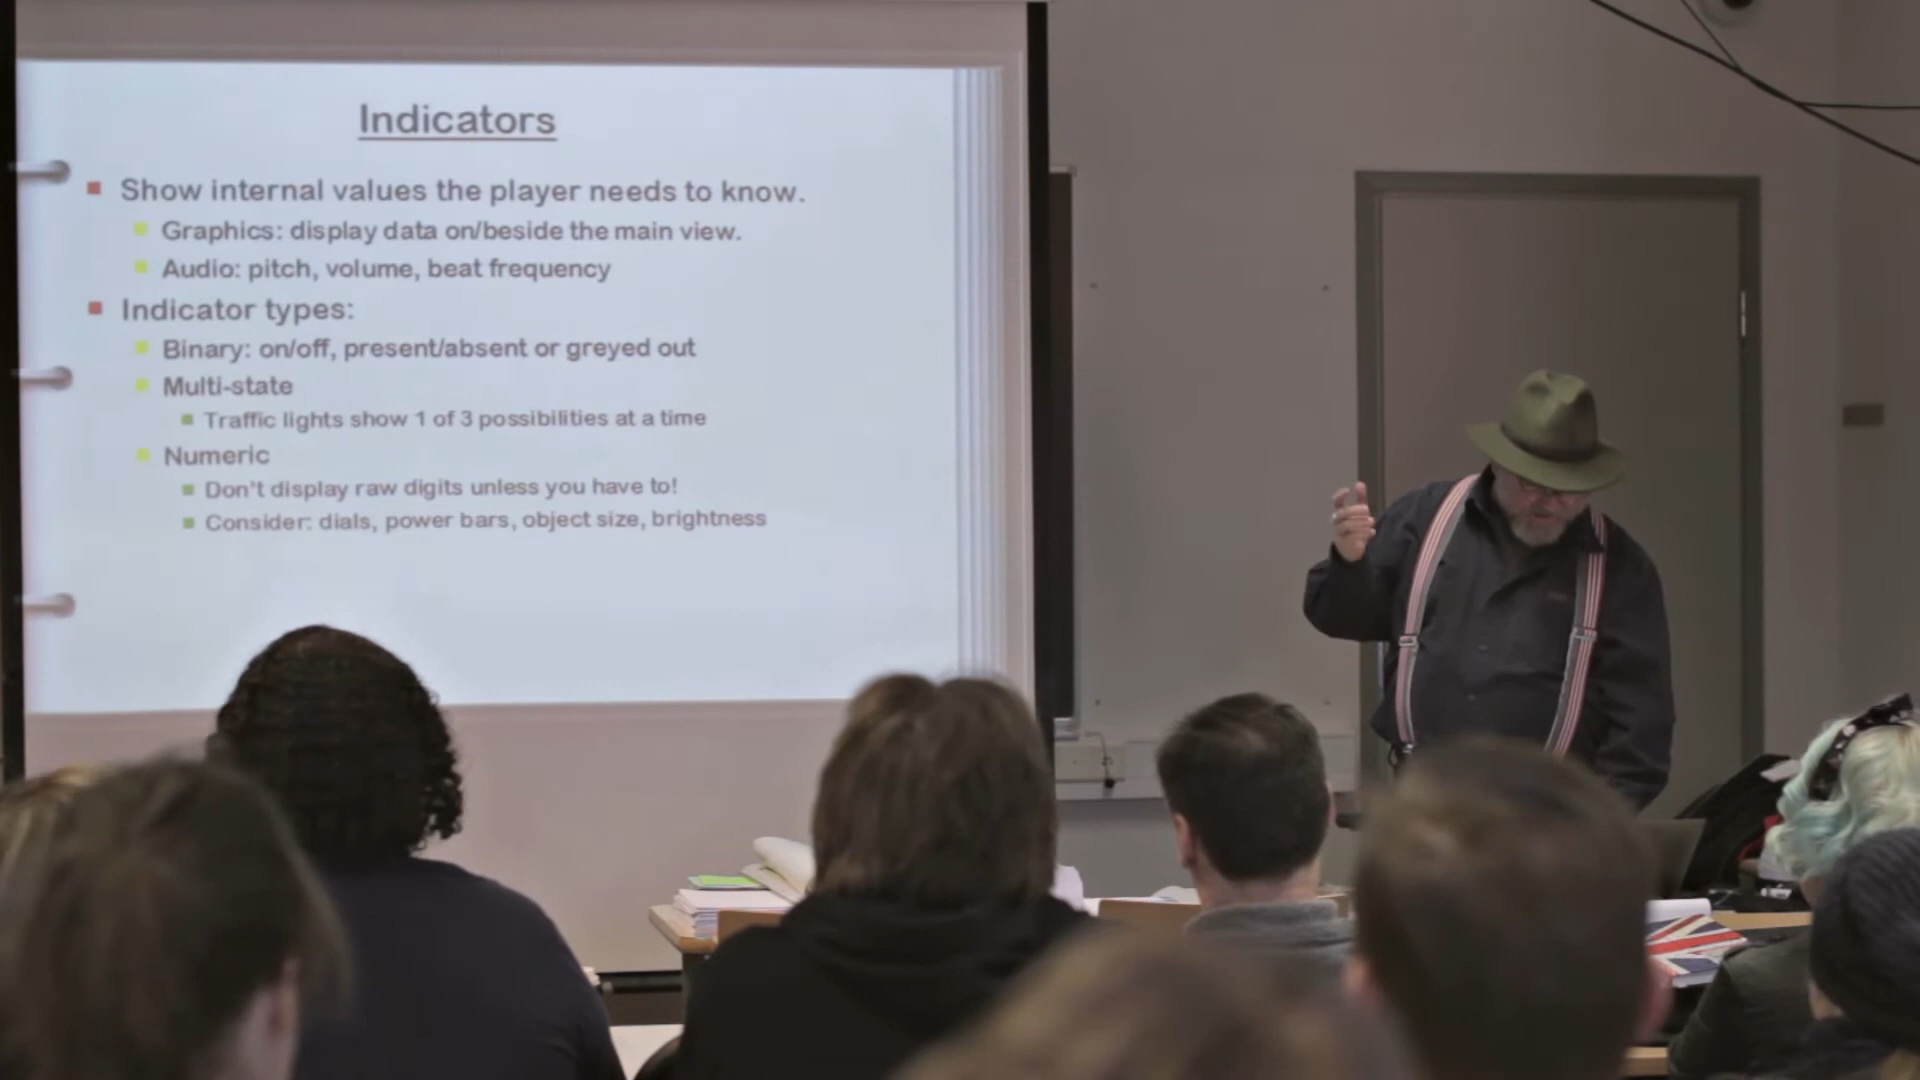 Indicators
Show internal values the player needs to know.
Graphics: display data on/beside the main view.
Audio: pitch, volume, beat frequency
Indicator types:
Binary: on/off, present/absent or greyed out
Multi-state
Traffic lights show 1 of 3 possibilities at a time
Numeric
Don't display raw digits unless you have to!
Consider: dials, power bars, object size, brightness